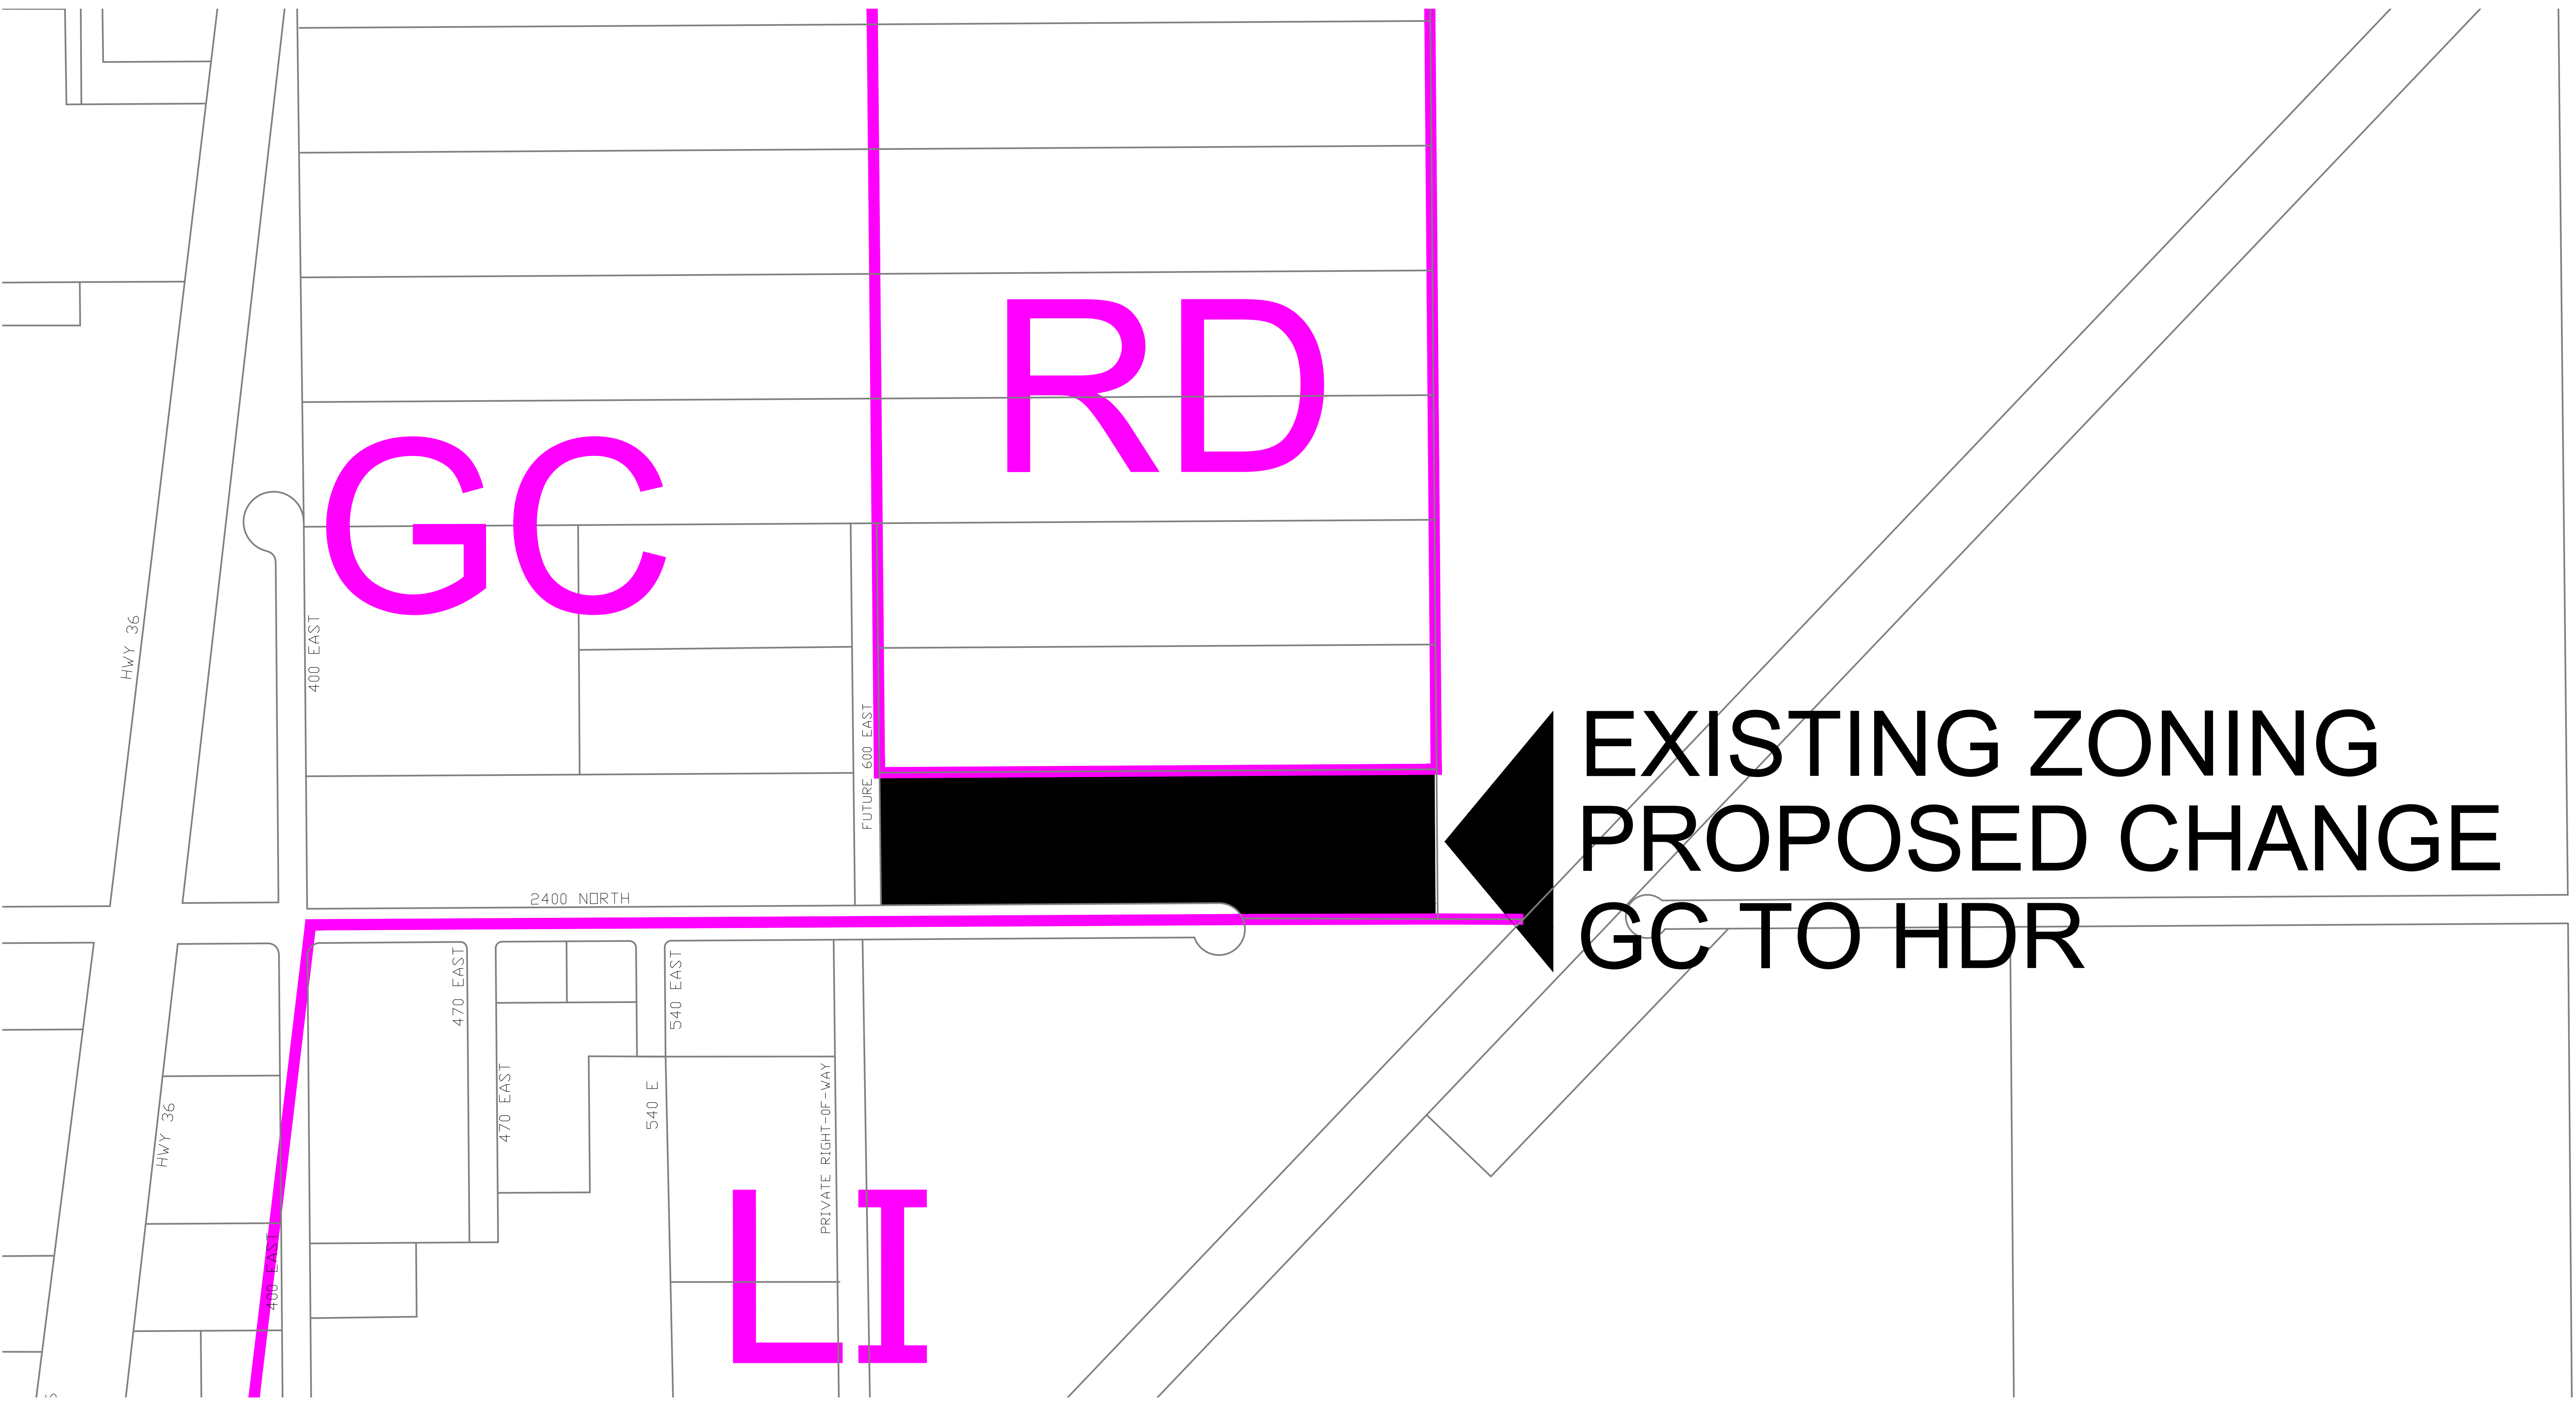 RD
GC
HWY 36
400 EAST
FUTURE 600 EAST
EXISTING ZONING
PROPOSED CHANGE
GC TO HDR
2400 NORTH
470 EAST
540 EAST
470 EAST
540 E
PRIVATE RIGHT-OF-WAY
HWY 36
400 EAST
LI